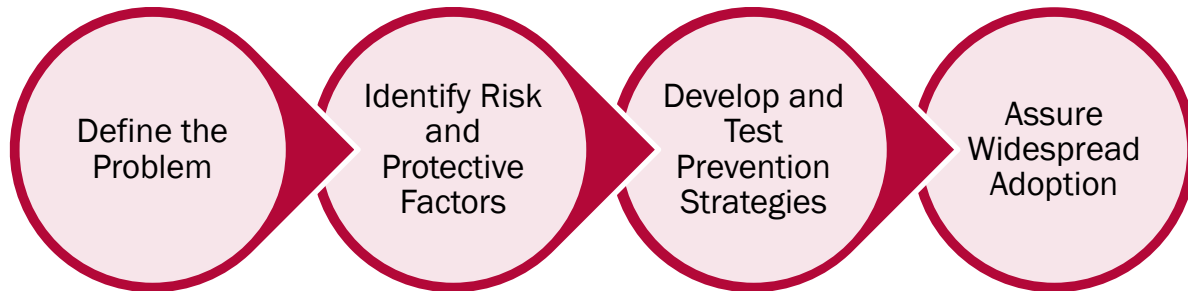 Define the
Problem
Identify Risk
and
Protective
Factors
Develop and
Test
Prevention
Strategies
Assure
Widespread
Adoption